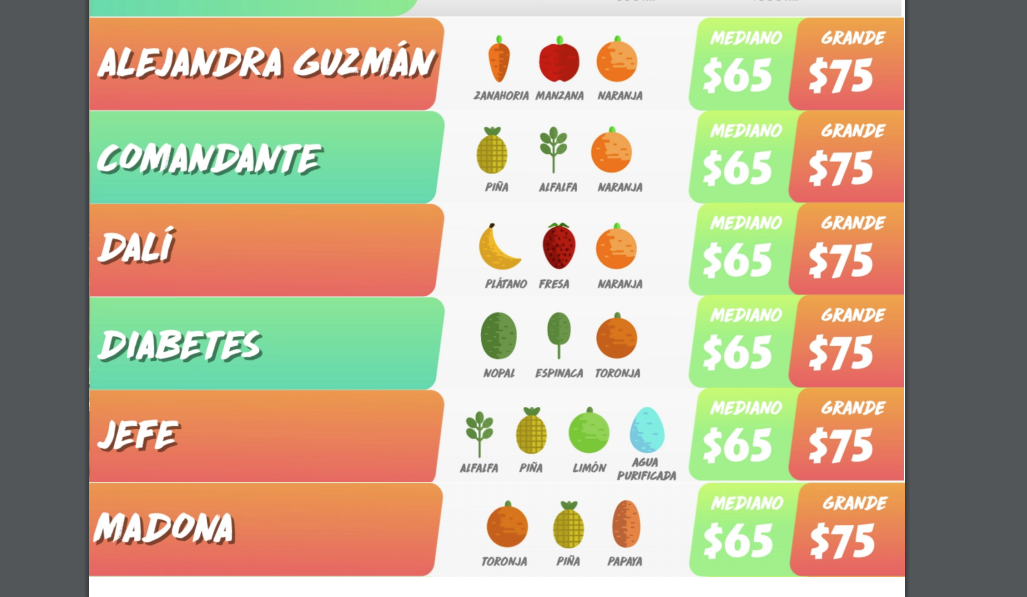 ALEJANDRA GUZMÁN
ZANAHORIA MANZANA NARANJA
MEDIANO GRANDE
$65 $75
COMANDANTE
PIÑA ALFALFA NARANJA
MEDIANO GRANDE
$65 $75
DALÍ
PLÁTANO FRESA NARANJA
MEDIANO GRANDE
$65 $75
DIABETES
NOPAL ESPINACA TORONJA
MEDIANO GRANDE
$65 $75
JEFE
ALFALFA PIÑA LIMÓN AGUA
PURIFICADA
MEDIANO GRANDE
$65 $75
MADONA
TORONJA PIÑA PAPAYA
MEDIANO GRANDE
$65 $75